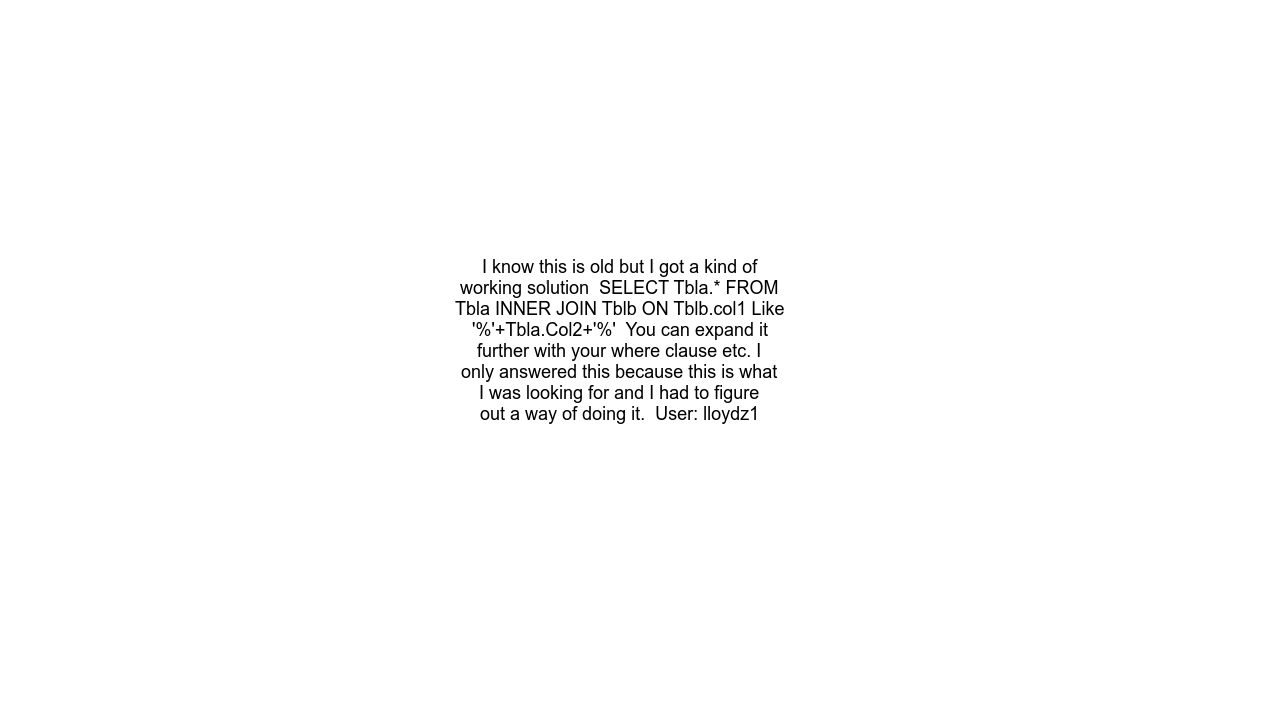 I know this is old but I got a kind of
working solution  SELECT Tbla.* FROM
Tbla INNER JOIN Tblb ON Tblb.col1 Like
'%'+Tbla.Col2+'%'  You can expand it
further with your where clause etc. I
only answered this because this is what
I was looking for and I had to figure
out a way of doing it.  User: lloydz1